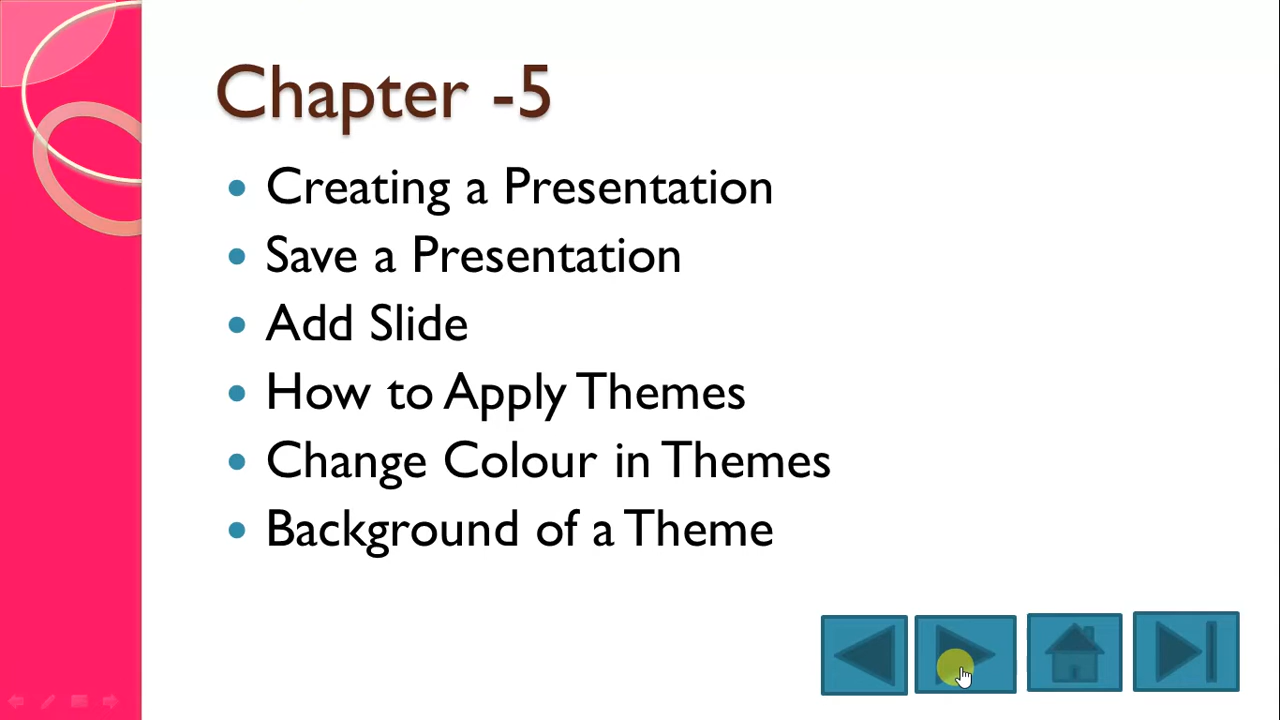 Chapter -5
• Creating a Presentation
• Save a Presentation
• Add Slide
• How to Apply Themes
• Change Colour in Themes
• Background of a Theme